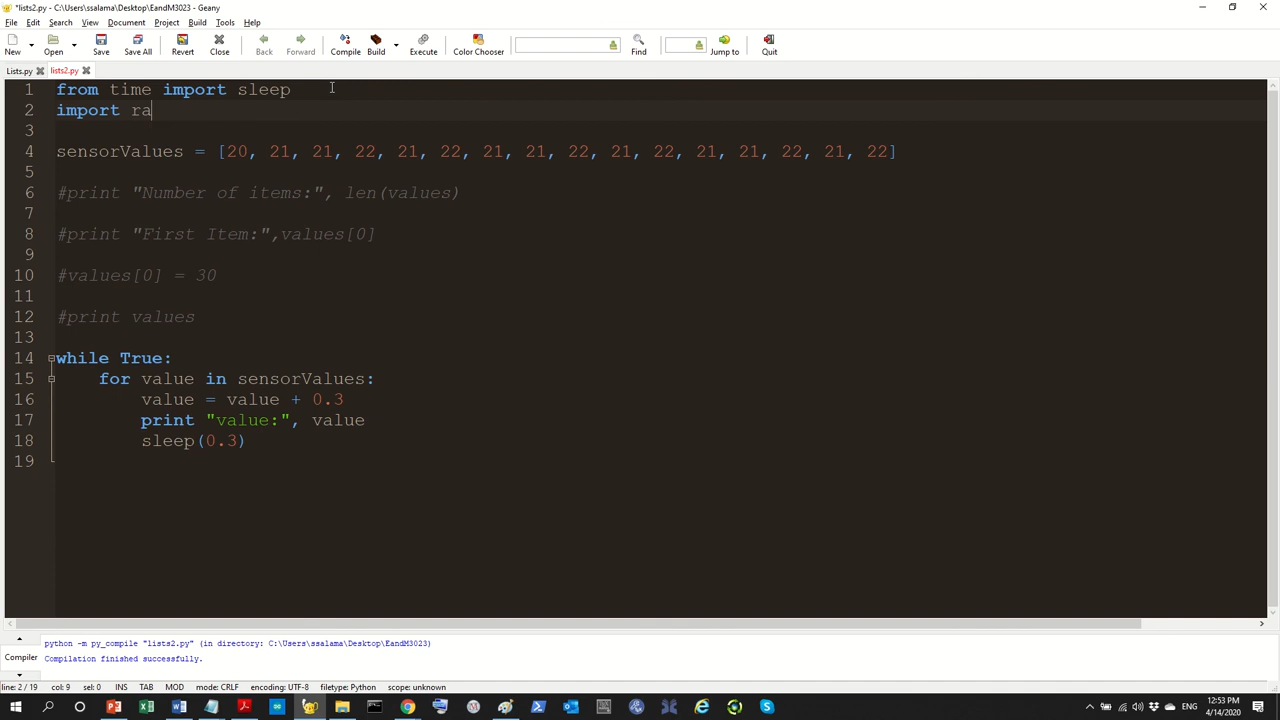 *lists2.py - C:\Users\ssalama\Desktop\EandM3023 - Geany
File Edit Search View Document Project Build Tools Help
New Open Save Save All Revert Close Back Forward Compile Build Execute Color Chooser Find Jump to Quit
Lists.py lists2.py
1 from time import sleep
2 import ra
3
4 sensorValues = [20, 21, 21, 22, 21, 22, 21, 21, 22, 21, 22, 21, 21, 22, 21, 22]
5
6 #print "Number of items:", len(values)
7
8 #print "First Item:",values[0]
9
10 #values[0] = 30
11
12 #print values
13
14 while True:
15 for value in sensorValues:
16 value = value + 0.3
17 print "value:", value
18 sleep(0.3)
19
python -m py_compile "lists2.py" (in directory: C:\Users\ssalama\Desktop\EandM3023)
Compiler Compilation finished successfully.
line: 2 / 19 col: 9 sel: 0 INS TAB MOD mode: CRLF encoding: UTF-8 filetype: Python scope: unknown
12:53 PM
4/14/2020